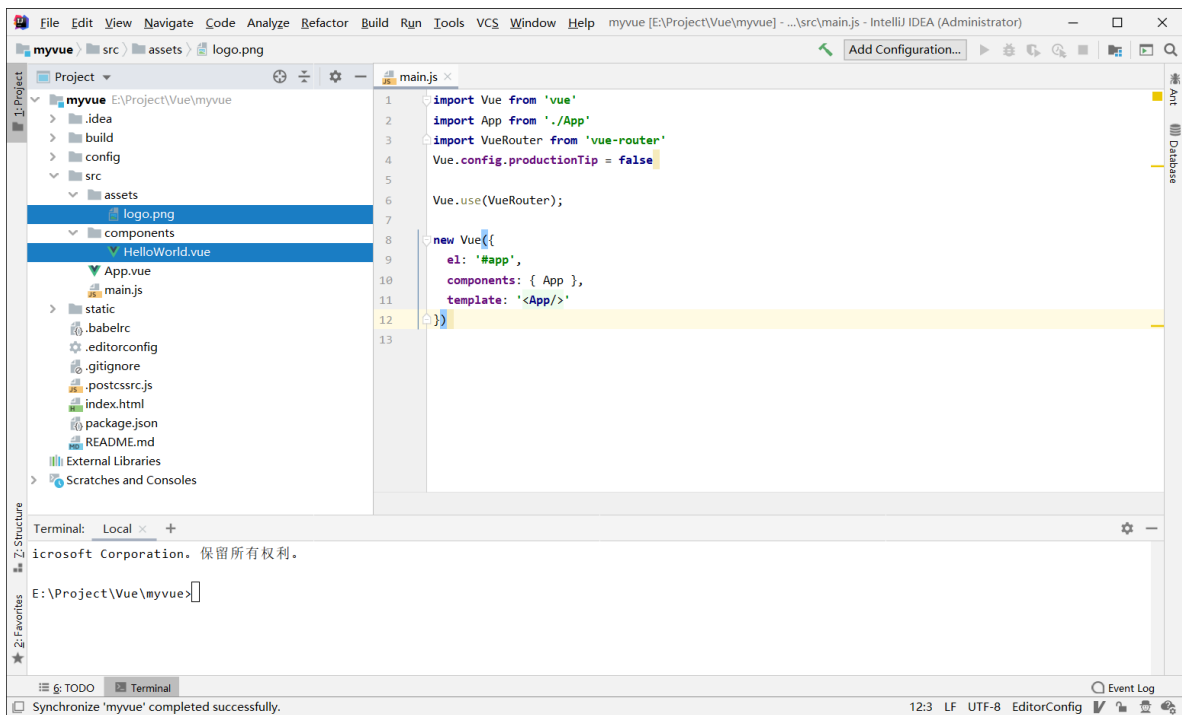 File Edit View Navigate Code Analyze Refactor Build Run Tools VCS Window Help myvue [E:\Project\Vue\myvue] - ...\src\main.js - IntelliJ IDEA (Administrator)
myvue src assets logo.png Add Configuration...
1: Project
Project
main.js
Ant
Database
myvue E:\Project\Vue\myvue
.idea
build
config
src
assets
logo.png
components
HelloWorld.vue
App.vue
main.js
static
.babelrc
.editorconfig
.gitignore
.postcssrc.js
index.html
package.json
README.md
External Libraries
Scratches and Consoles
1 import Vue from 'vue'
2 import App from './App'
3 import VueRouter from 'vue-router'
4 Vue.config.productionTip = false
5
6 Vue.use(VueRouter);
7
8 new Vue({
9 el: '#app',
10 components: { App },
11 template: '<App/>'
12 })
13
Z: Structure
2: Favorites
Terminal: Local
icrosoft Corporation。保留所有权利。
E:\Project\Vue\myvue>
6: TODO Terminal Event Log
Synchronize 'myvue' completed successfully. 12:3 LF UTF-8 EditorConfig